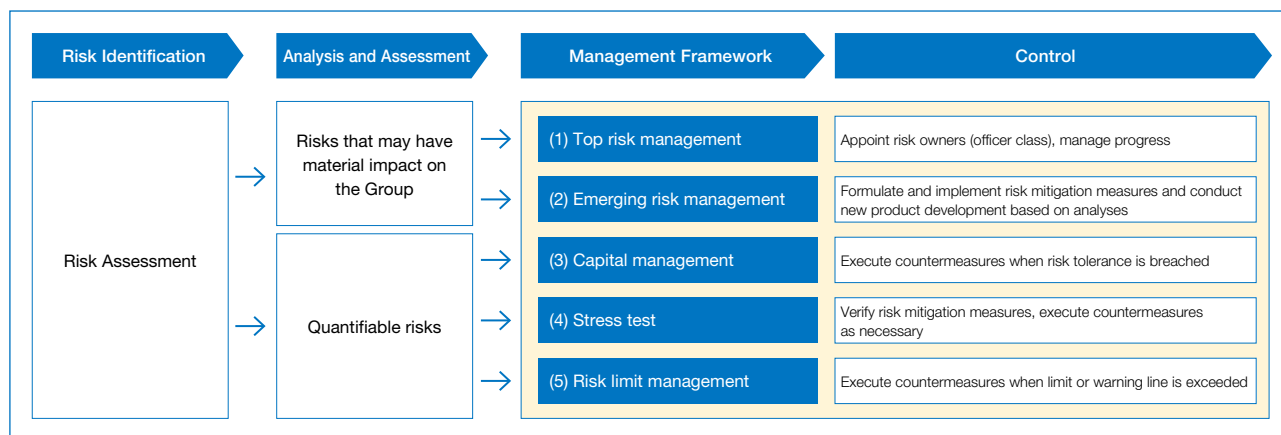 Risk Identification
Analysis and Assessment
Management Framework
Control
Risk Assessment
Risks that may have
material impact on
the Group
Quantifiable risks
(1) Top risk management
Appoint risk owners (officer class), manage progress
(2) Emerging risk management
Formulate and implement risk mitigation measures and conduct
new product development based on analyses
(3) Capital management
Execute countermeasures when risk tolerance is breached
(4) Stress test
Verify risk mitigation measures, execute countermeasures
as necessary
(5) Risk limit management
Execute countermeasures when limit or warning line is exceeded